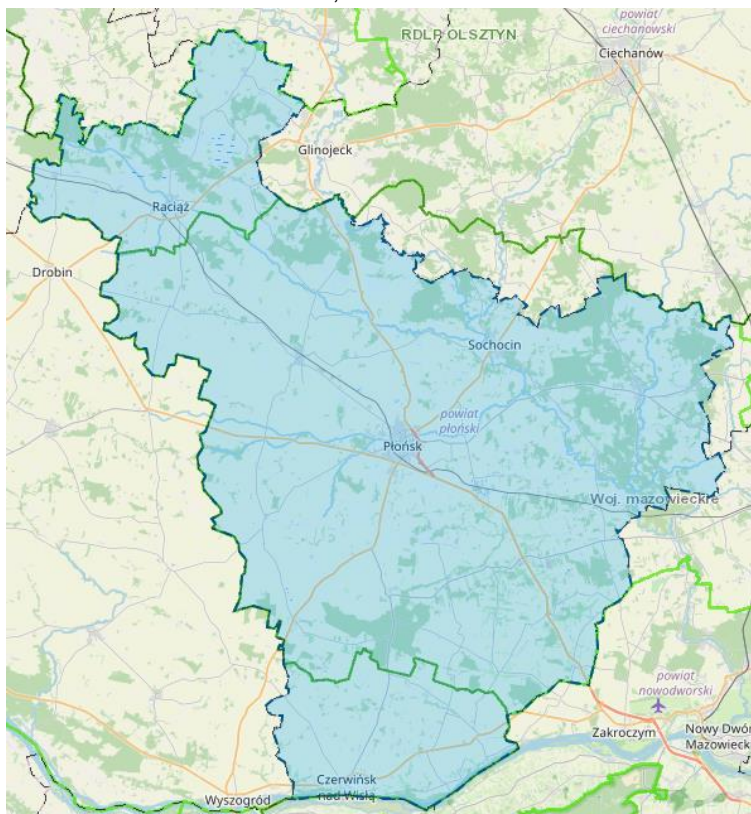 RDLP OLSZTYN
powiat
ciechanowski
Ciechanów
Glinojeck
Raciąż
Drobin
Sochocin
powiat
płoński
Płońsk
Woj. mazowieckie
powiat
nowodworski
Zakroczym
Nowy Dwór
Mazowieck
Czerwińsk
nad Wisłą
Wyszogród